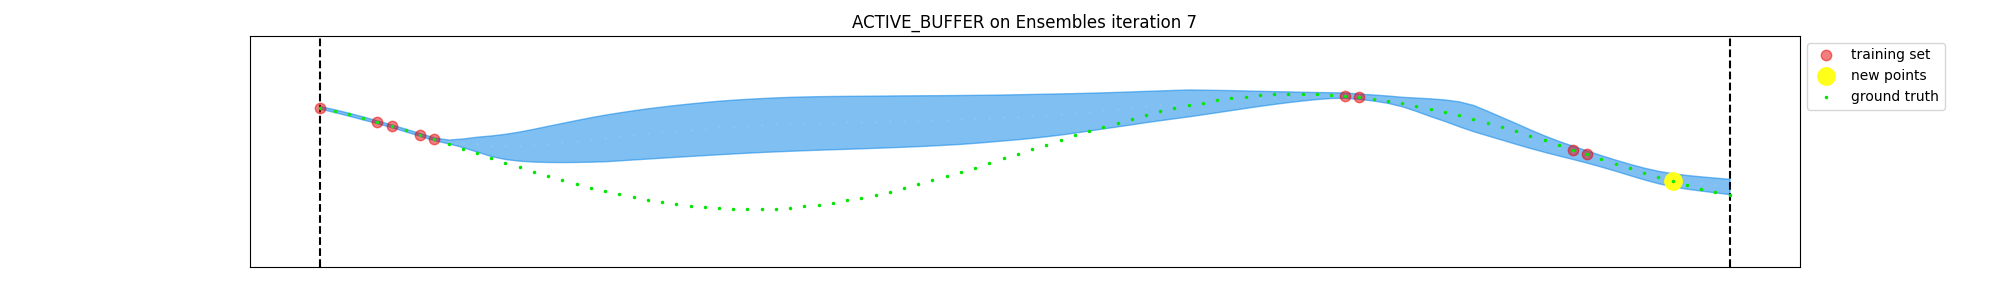 ACTIVE_BUFFER on Ensembles iteration 7
training set
new points
ground truth